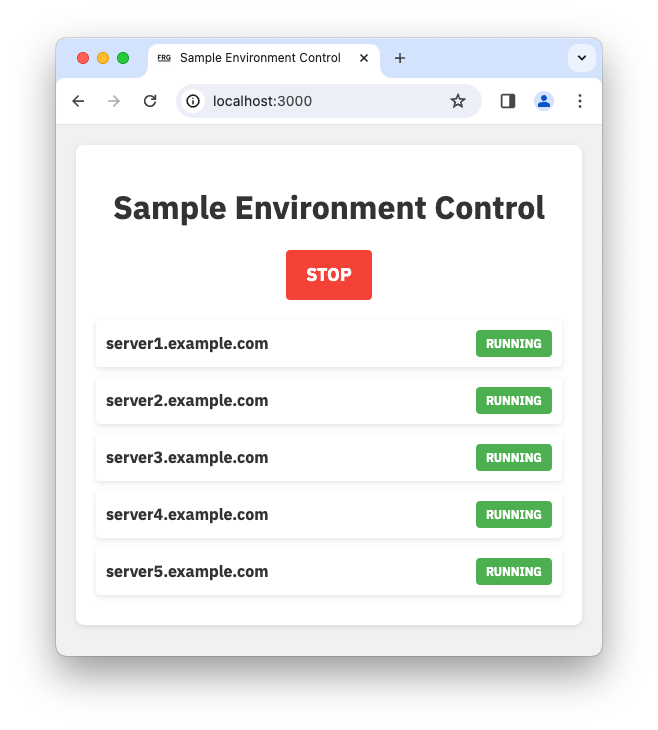 FRG Sample Environment Control
localhost:3000
Sample Environment Control
STOP
server1.example.com RUNNING
server2.example.com RUNNING
server3.example.com RUNNING
server4.example.com RUNNING
server5.example.com RUNNING